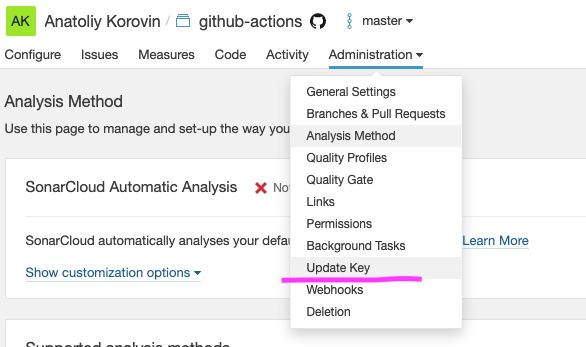 AK Anatoliy Korovin / github-actions master
Configure Issues Measures Code Activity Administration
General Settings
Branches & Pull Requests
Analysis Method
Quality Profiles
Quality Gate
Links
Permissions
Background Tasks
Update Key
Webhooks
Deletion
Analysis Method
Use this page to manage and set-up the way you
SonarCloud Automatic Analysis
SonarCloud automatically analyses your Learn More
Show customization options
Supported analysis methods